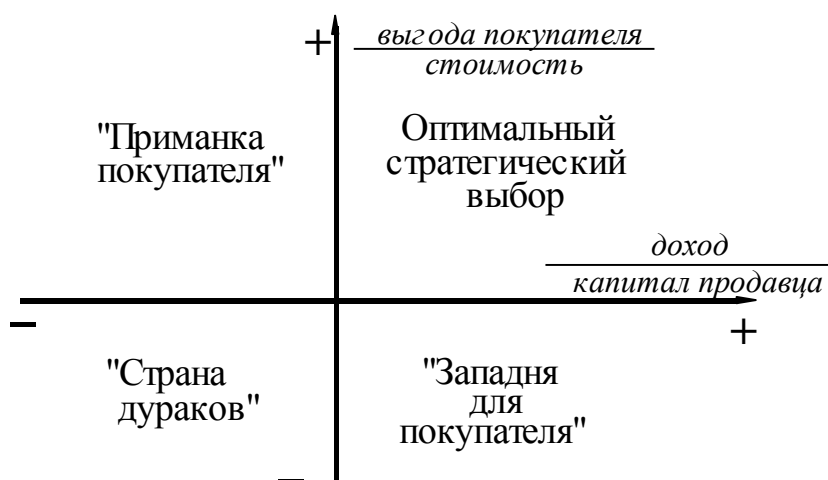 +
выгода покупателя
стоимость
"Приманка
покупателя"
Оптимальный
стратегический
выбор
доход
капитал продавца
–
+
"Страна
дураков"
"Западня
для
покупателя"
–